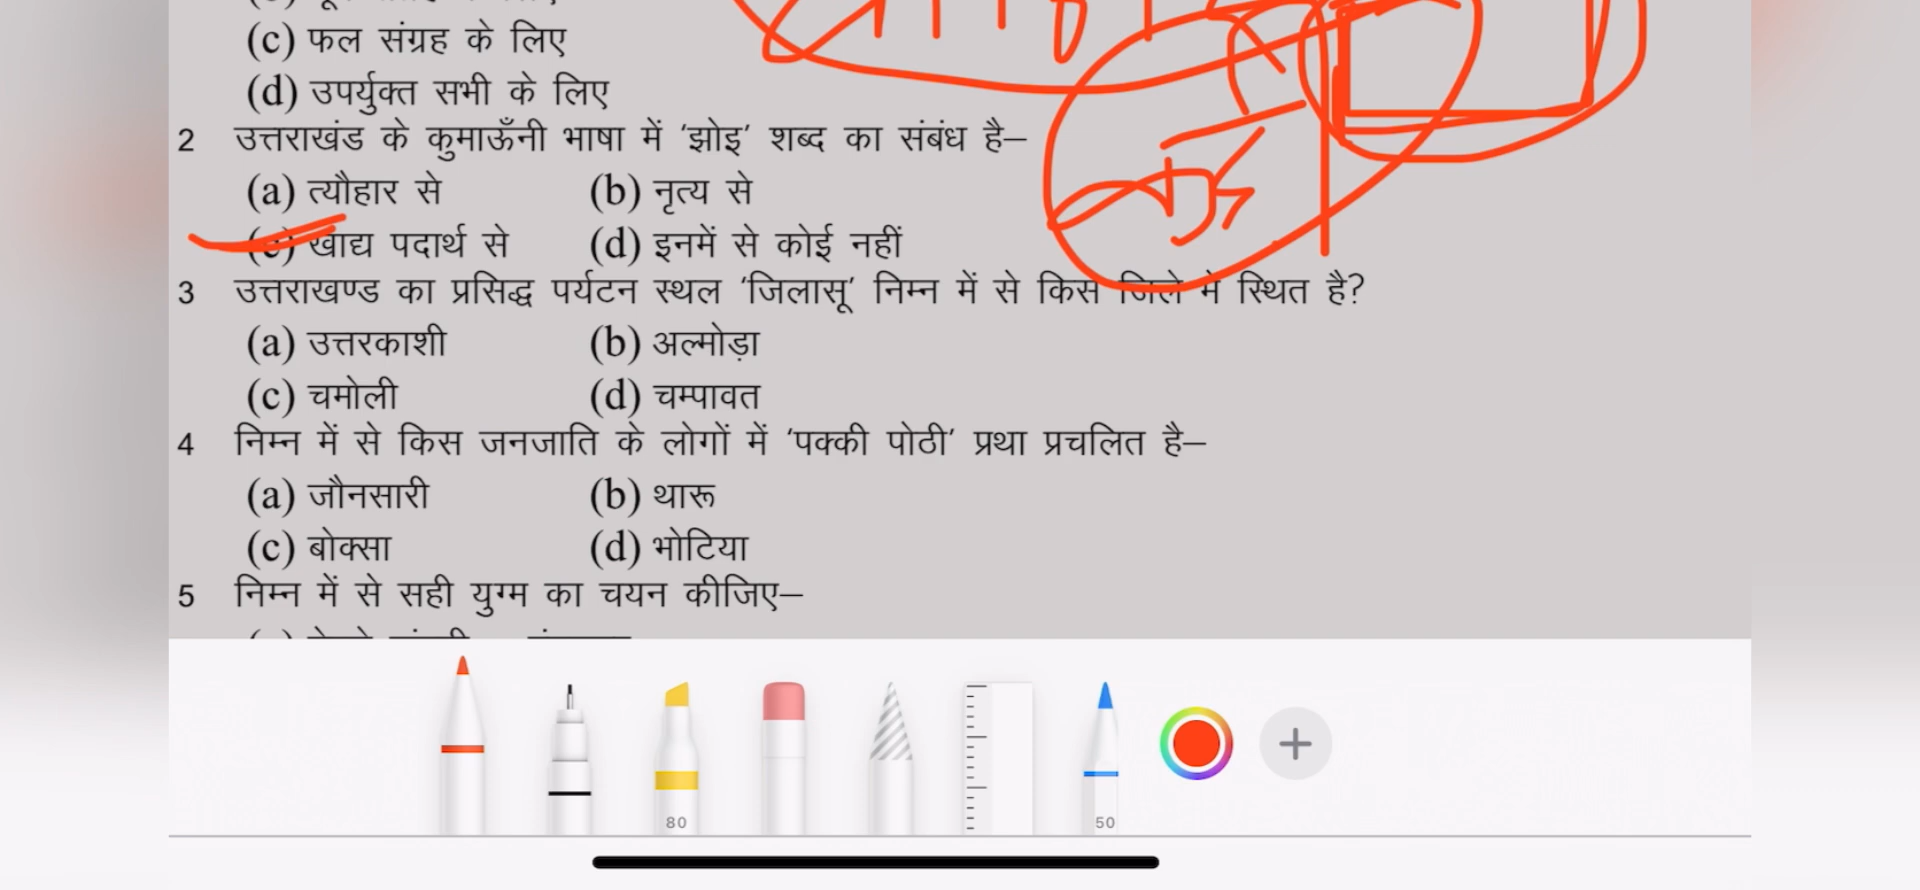 (c) फल संग्रह के लिए
(d) उपर्युक्त सभी के लिए
2 उत्तराखंड के कुमाऊँनी भाषा में ‘झोइ’ शब्द का संबंध है–
(a) त्यौहार से (b) नृत्य से
(c) खाद्य पदार्थ से (d) इनमें से कोई नहीं
3 उत्तराखण्ड का प्रसिद्ध पर्यटन स्थल ‘जिलासू’ निम्न में से किस जिले में स्थित है?
(a) उत्तरकाशी (b) अल्मोड़ा
(c) चमोली (d) चम्पावत
4 निम्न में से किस जनजाति के लोगों में ‘पक्की पोठी’ प्रथा प्रचलित है–
(a) जौनसारी (b) थारू
(c) बोक्सा (d) भोटिया
5 निम्न में से सही युग्म का चयन कीजिए–
80 50